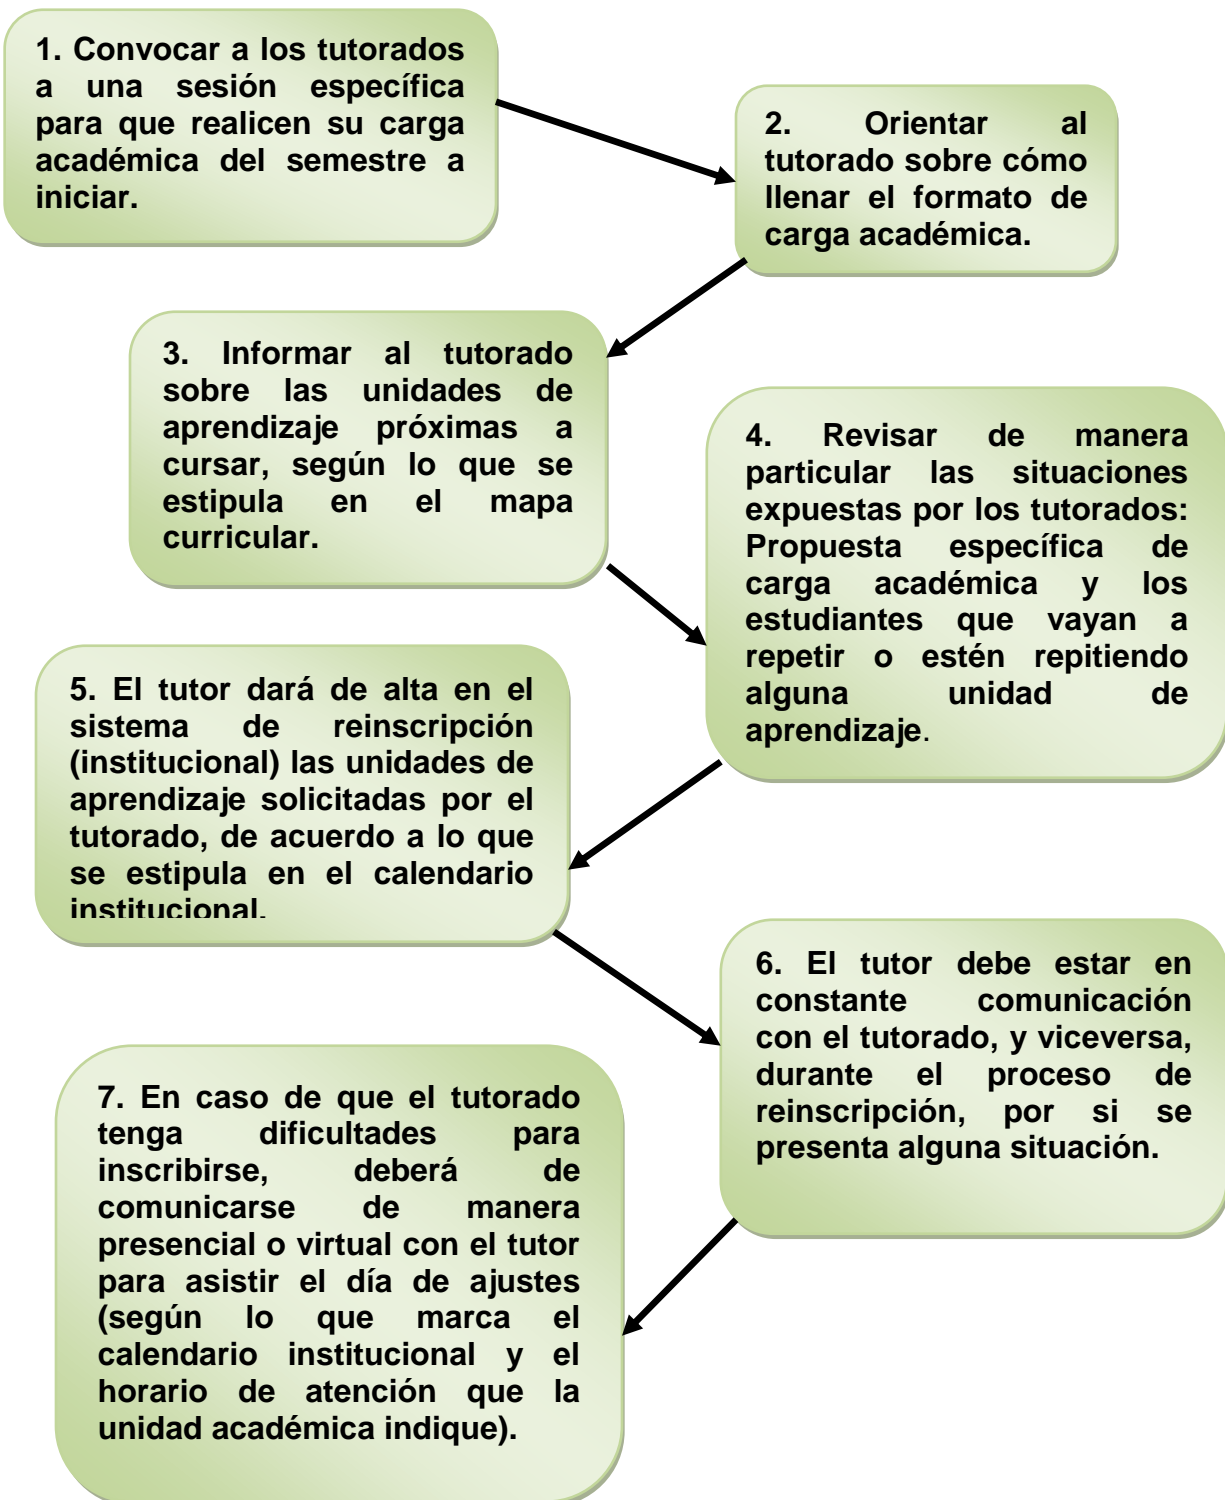 1. Convocar a los tutorados
a una sesión específica
para que realicen su carga
académica del semestre a
iniciar.
2. Orientar al
tutorado sobre cómo
llenar el formato de
carga académica.
3. Informar al tutorado
sobre las unidades de
aprendizaje próximas a
cursar, según lo que se
estipula en el mapa
curricular.
4. Revisar de manera
particular las situaciones
expuestas por los tutorados:
Propuesta específica de
carga académica y los
estudiantes que vayan a
repetir o estén repitiendo
alguna unidad de
aprendizaje.
5. El tutor dará de alta en el
sistema de reinscripción
(institucional) las unidades de
aprendizaje solicitadas por el
tutorado, de acuerdo a lo que
se estipula en el calendario
institucional.
6. El tutor debe estar en
constante comunicación
con el tutorado, y viceversa,
durante el proceso de
reinscripción, por si se
presenta alguna situación.
7. En caso de que el tutorado
tenga dificultades para
inscribirse, deberá de
comunicarse de manera
presencial o virtual con el tutor
para asistir el día de ajustes
(según lo que marca el
calendario institucional y el
horario de atención que la
unidad académica indique).